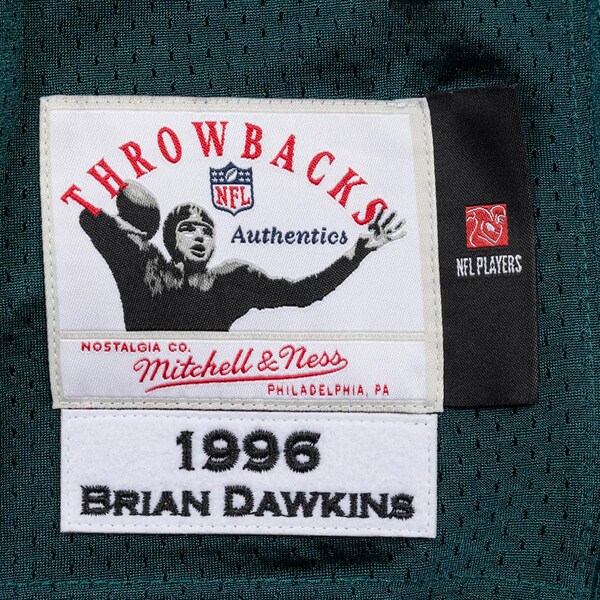 THROWBACKS
NFL
Authentics
NFL PLAYERS
NOSTALGIA CO.
Mitchell & Ness
PHILADELPHIA, PA
1996
BRIAN DAWKINS